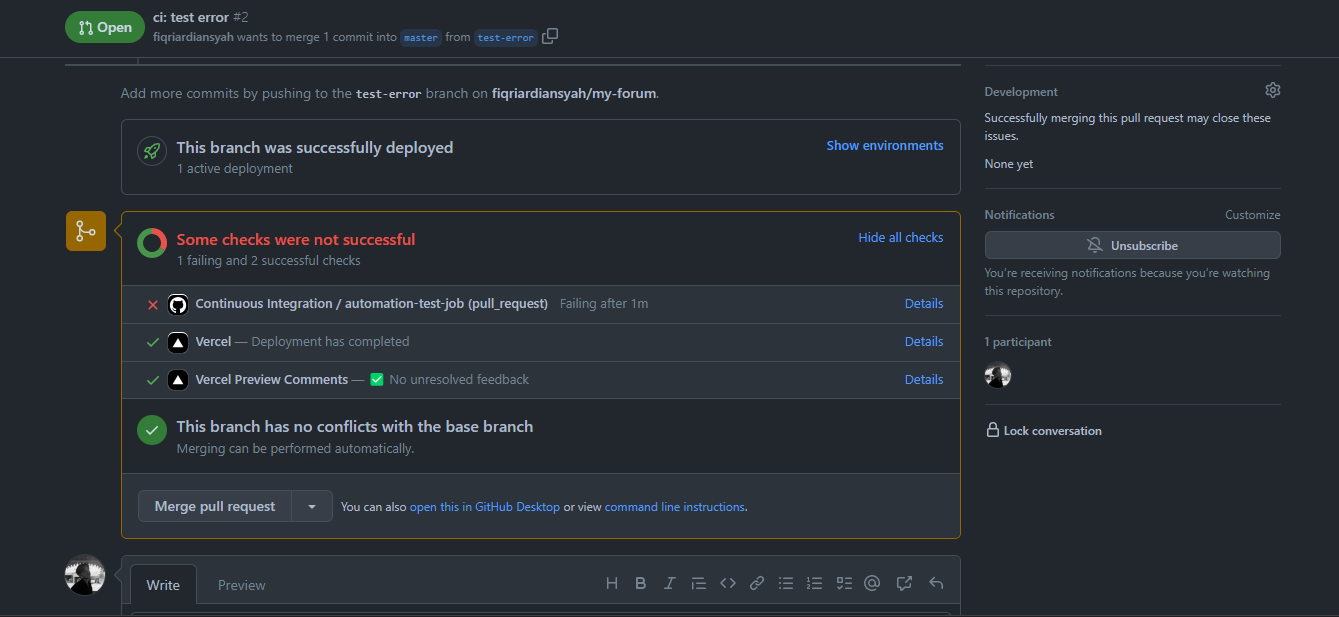 Open
ci: test error #2
fiqriardiansyah wants to merge 1 commit into master from test-error
Add more commits by pushing to the test-error branch on fiqriardiansyah/my-forum.
This branch was successfully deployed
1 active deployment
Show environments
Some checks were not successful
1 failing and 2 successful checks
Hide all checks
Continuous Integration / automation-test-job (pull_request) Failing after 1m Details
Vercel — Deployment has completed Details
Vercel Preview Comments — ✅ No unresolved feedback Details
This branch has no conflicts with the base branch
Merging can be performed automatically.
Merge pull request
You can also open this in GitHub Desktop or view command line instructions.
Write Preview
Development
Successfully merging this pull request may close these
issues.
None yet
Notifications Customize
Unsubscribe
You're receiving notifications because you're watching
this repository.
1 participant
Lock conversation